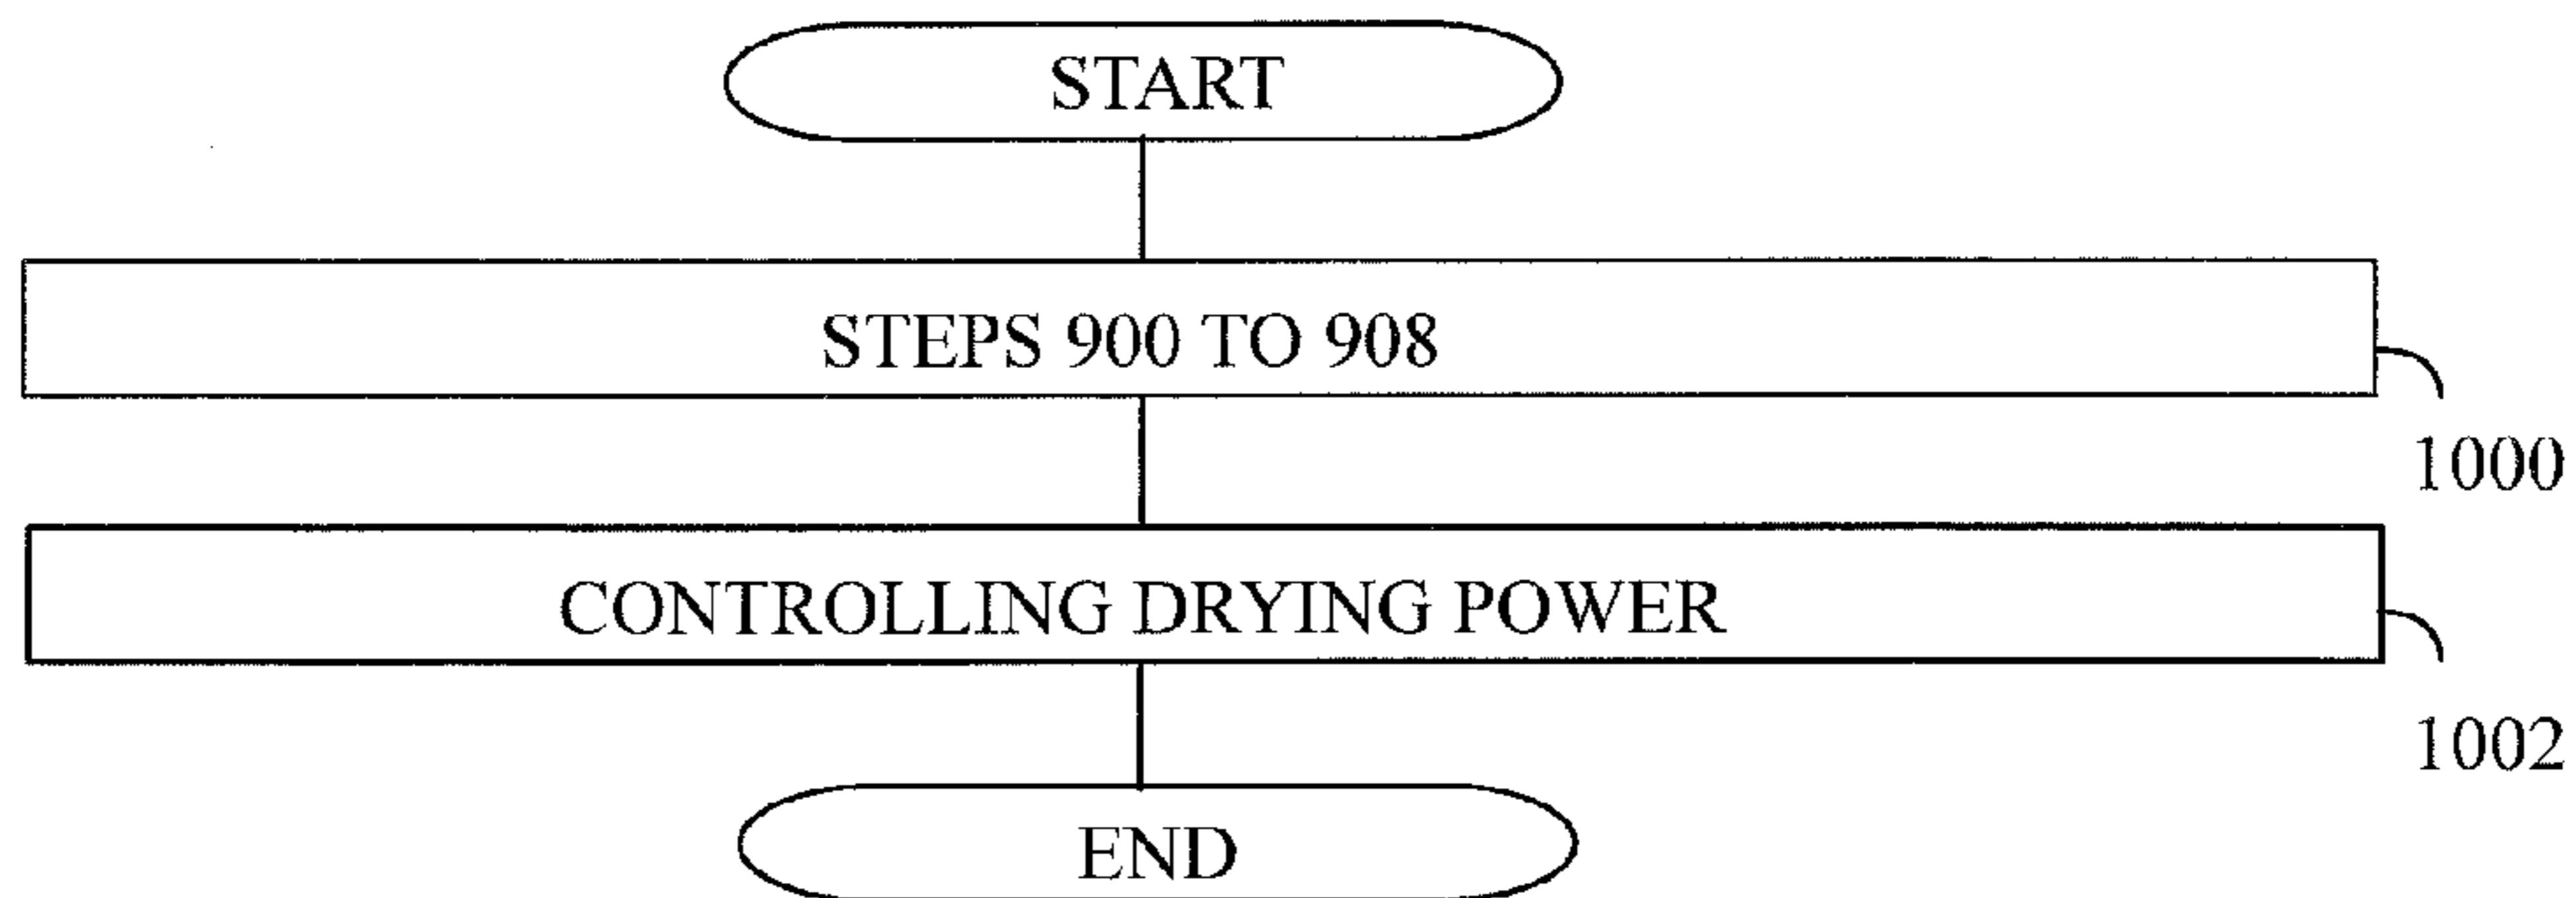 START
STEPS 900 TO 908
1000
CONTROLLING DRYING POWER
1002
END